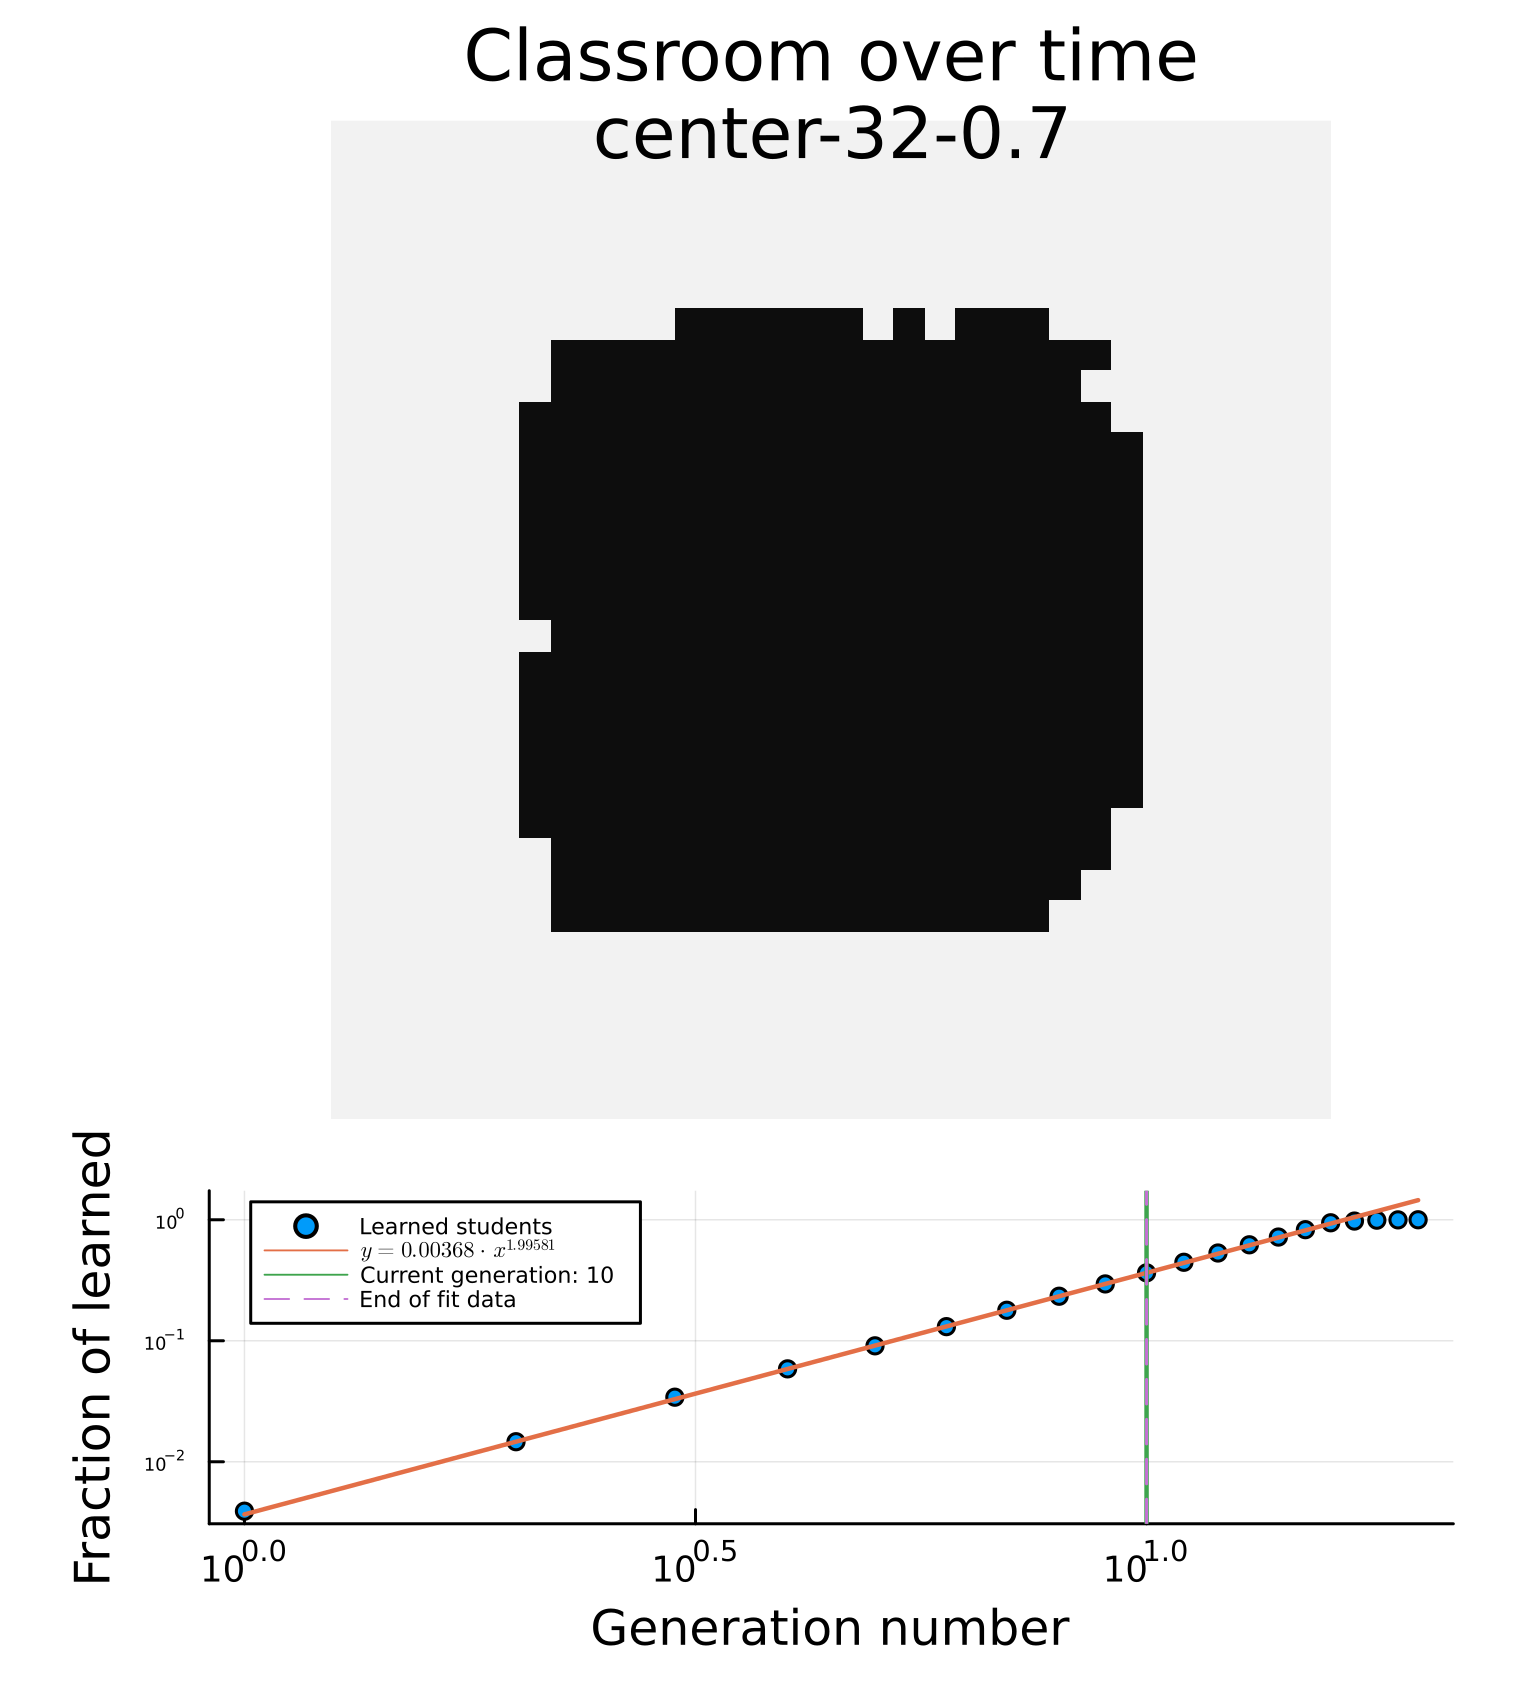 Classroom over time
center-32-0.7
Fraction of learned
10^0
10^−1
10^−2
Learned students
y = 0.00368 · x^1.99581
Current generation: 10
End of fit data
10^0.0 10^0.5 10^1.0
Generation number